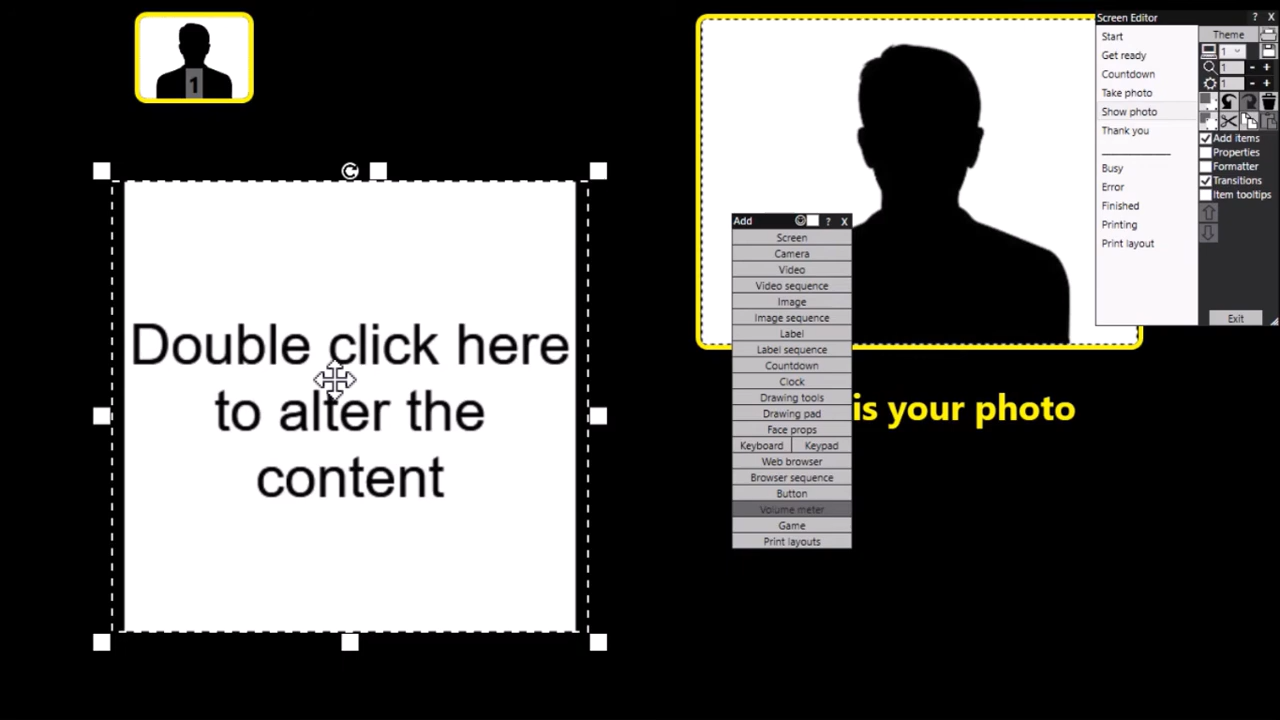 1
Double click here
to alter the
content
is your photo
Add
?
X
Screen
Camera
Video
Video sequence
Image
Image sequence
Label
Label sequence
Countdown
Clock
Drawing tools
Drawing pad
Face props
Keyboard Keypad
Web browser
Browser sequence
Button
Volume meter
Game
Print layouts
Screen Editor
?
X
Start
Get ready
Countdown
Take photo
Show photo
Thank you
Busy
Error
Finished
Printing
Print layout
Theme
1
1 - +
1 - +
Add items
Properties
Formatter
Transitions
Item tooltips
Exit